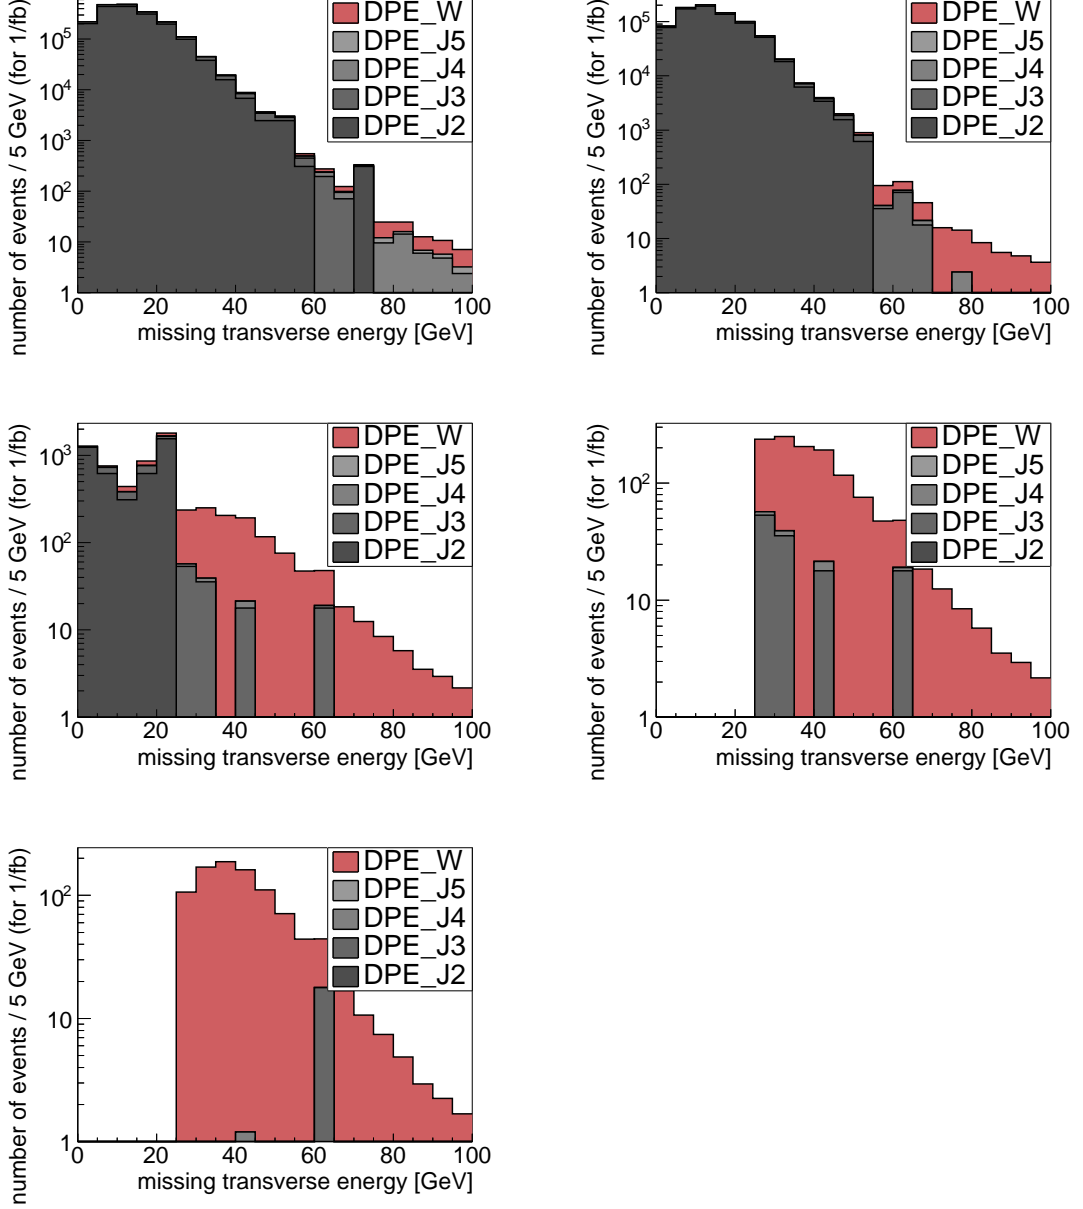 number of events / 5 GeV (for 1/fb)
10⁵
10⁴
10³
10²
10
1
0 20 40 60 80 100
missing transverse energy [GeV]
DPE_W
DPE_J5
DPE_J4
DPE_J3
DPE_J2
number of events / 5 GeV (for 1/fb)
10⁵
10⁴
10³
10²
10
1
0 20 40 60 80 100
missing transverse energy [GeV]
DPE_W
DPE_J5
DPE_J4
DPE_J3
DPE_J2
number of events / 5 GeV (for 1/fb)
10³
10²
10
1
0 20 40 60 80 100
missing transverse energy [GeV]
DPE_W
DPE_J5
DPE_J4
DPE_J3
DPE_J2
number of events / 5 GeV (for 1/fb)
10²
10
1
0 20 40 60 80 100
missing transverse energy [GeV]
DPE_W
DPE_J5
DPE_J4
DPE_J3
DPE_J2
number of events / 5 GeV (for 1/fb)
10²
10
1
0 20 40 60 80 100
missing transverse energy [GeV]
DPE_W
DPE_J5
DPE_J4
DPE_J3
DPE_J2